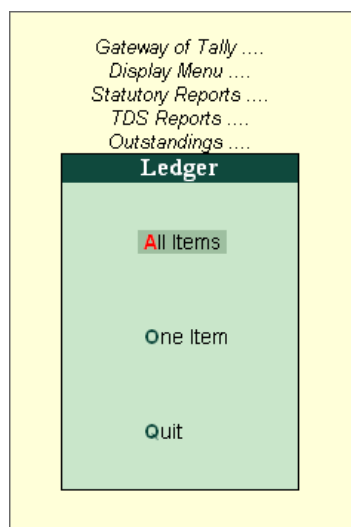 Gateway of Tally ....
Display Menu ....
Statutory Reports ....
TDS Reports ....
Outstandings ....
Ledger
All Items
One Item
Quit